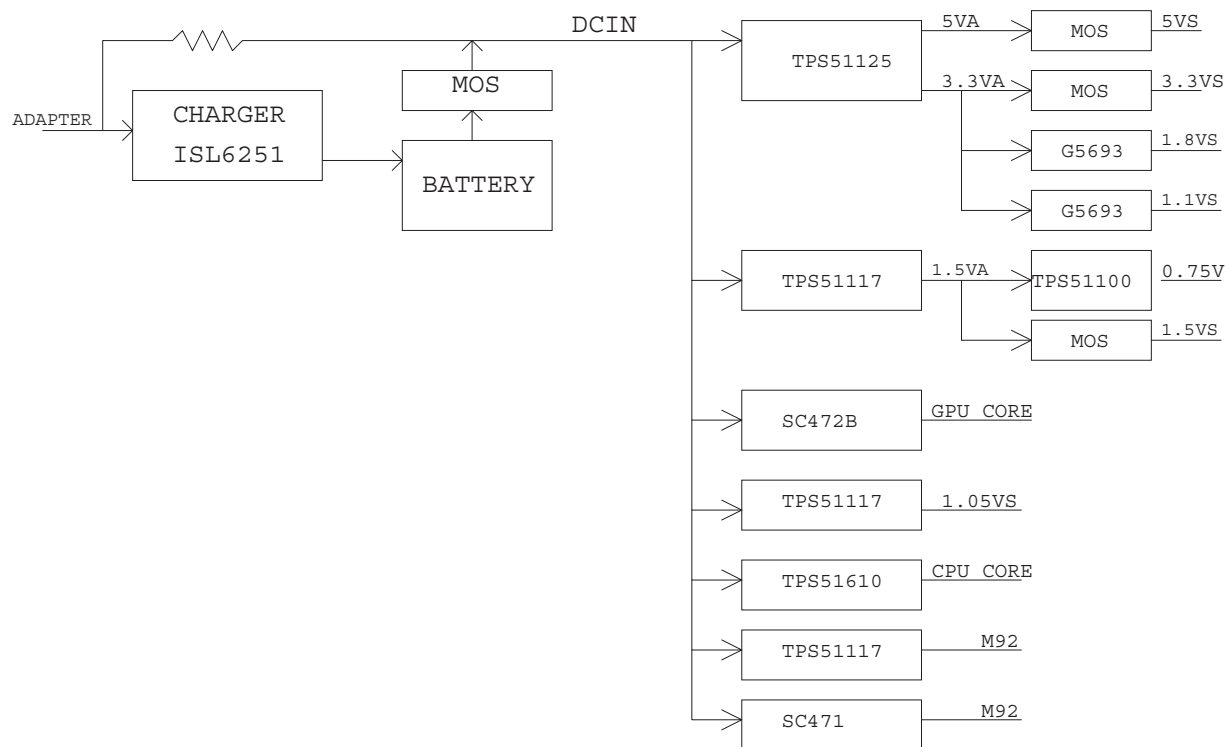 DCIN
ADAPTER
CHARGER
ISL6251
MOS
BATTERY
TPS51125
5VA
MOS
5VS
3.3VA
MOS
3.3VS
G5693
1.8VS
G5693
1.1VS
TPS51117
1.5VA
TPS51100
0.75V
MOS
1.5VS
SC472B
GPU CORE
TPS51117
1.05VS
TPS51610
CPU CORE
TPS51117
M92
SC471
M92